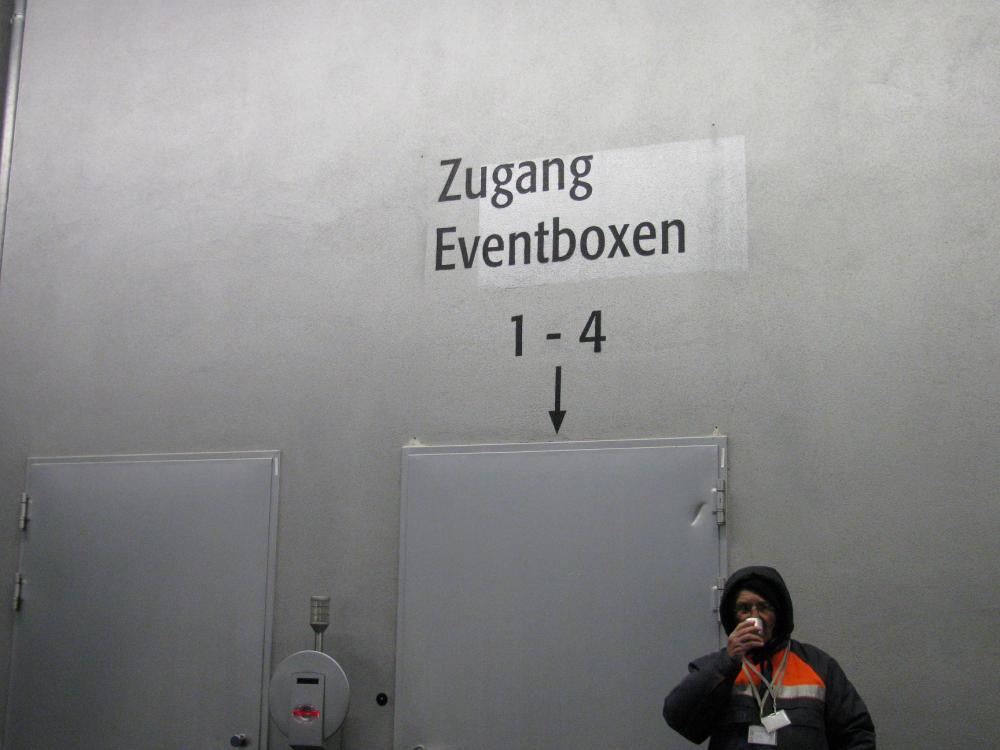 Zugang
Eventboxen
1 - 4